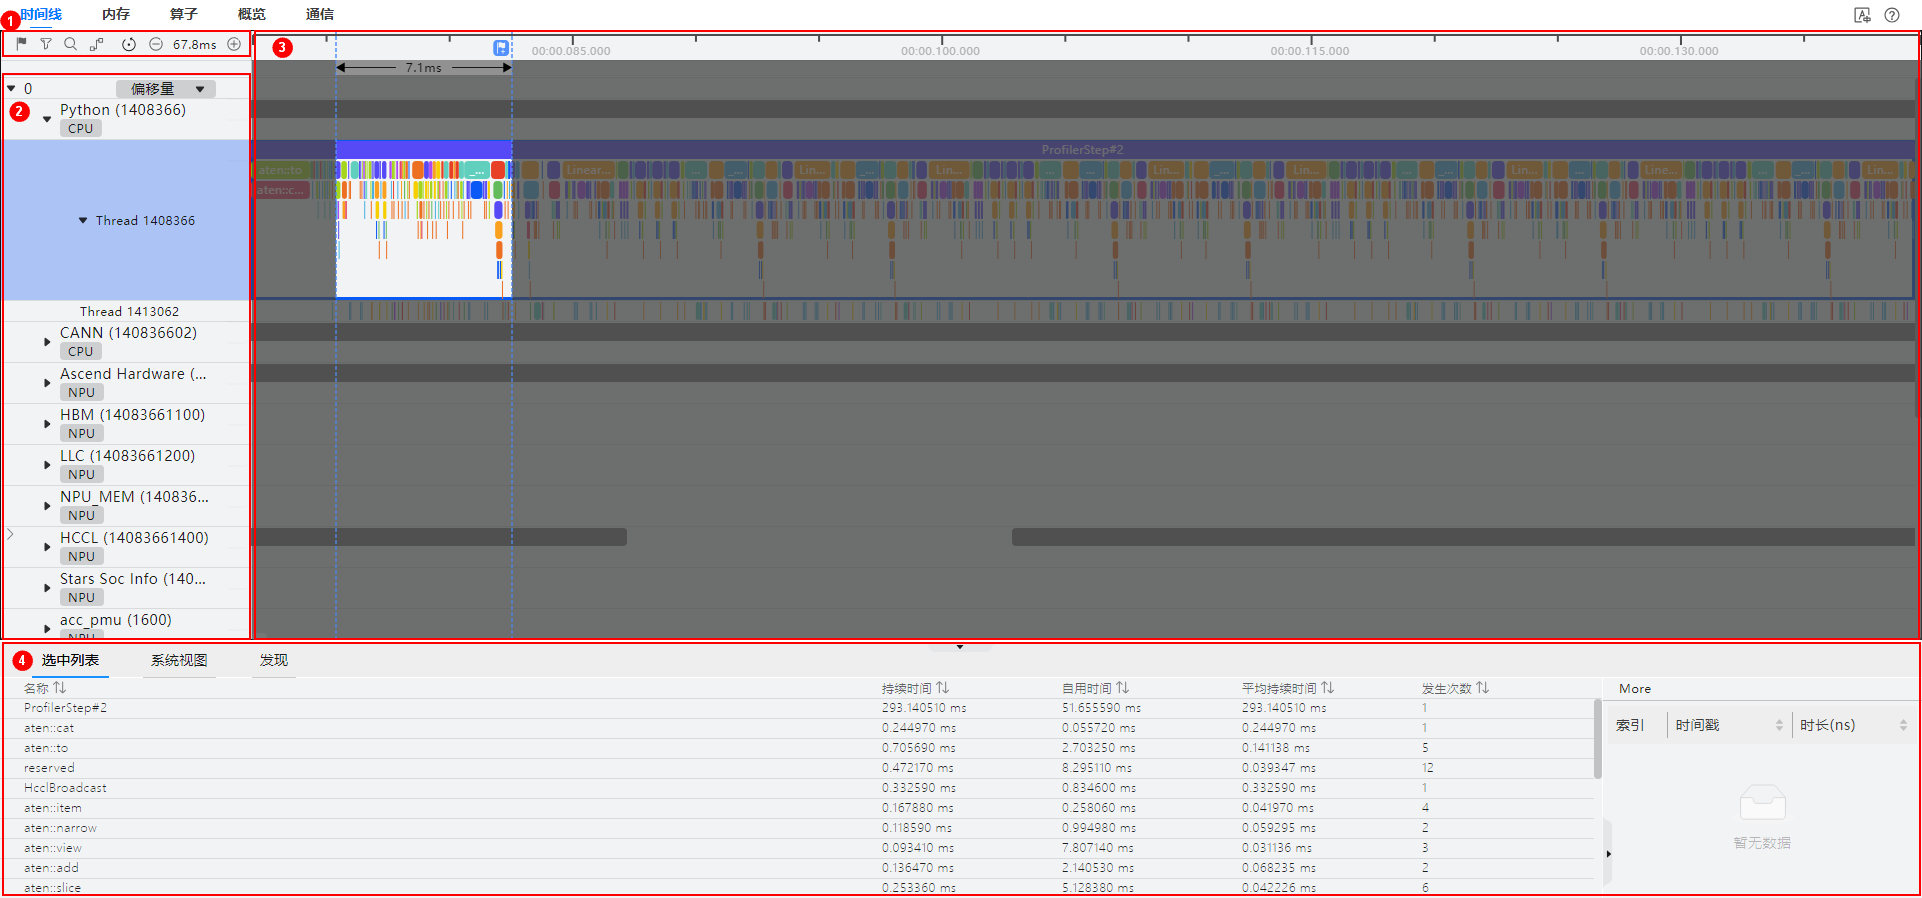 时间线 内存 算子 概览 通信
1
67.8ms
3
00:00.085.000 00:00.100.000 00:00.115.000 00:00.130.000
7.1ms
0 偏移量
2
Python (1408366)
CPU
ProfilerStep#2
aten::to _... Linear... ... _... Lin... _... Lin... ... ... Lin... _... Lin... ... _... Lin... ... Line... ... _... Lin...
aten::c...
Thread 1408366
Thread 1413062
CANN (140836602)
CPU
Ascend Hardware (...
NPU
HBM (14083661100)
NPU
LLC (14083661200)
NPU
NPU_MEM (140836...
NPU
HCCL (14083661400)
NPU
Stars Soc Info (140...
NPU
acc_pmu (1600)
NPU
4 选中列表 系统视图 发现
名称 持续时间 自用时间 平均持续时间 发生次数
ProfilerStep#2 293.140510 ms 51.655590 ms 293.140510 ms 1
aten::cat 0.244970 ms 0.055720 ms 0.244970 ms 1
aten::to 0.705690 ms 2.703250 ms 0.141138 ms 5
reserved 0.472170 ms 8.295110 ms 0.039347 ms 12
HcclBroadcast 0.332590 ms 0.834600 ms 0.332590 ms 1
aten::item 0.167880 ms 0.258060 ms 0.041970 ms 4
aten::narrow 0.118590 ms 0.994980 ms 0.059295 ms 2
aten::view 0.093410 ms 7.807140 ms 0.031136 ms 3
aten::add 0.136470 ms 2.140530 ms 0.068235 ms 2
aten::slice 0.253360 ms 5.128380 ms 0.042226 ms 6
More
索引 时间戳 时长(ns)
暂无数据